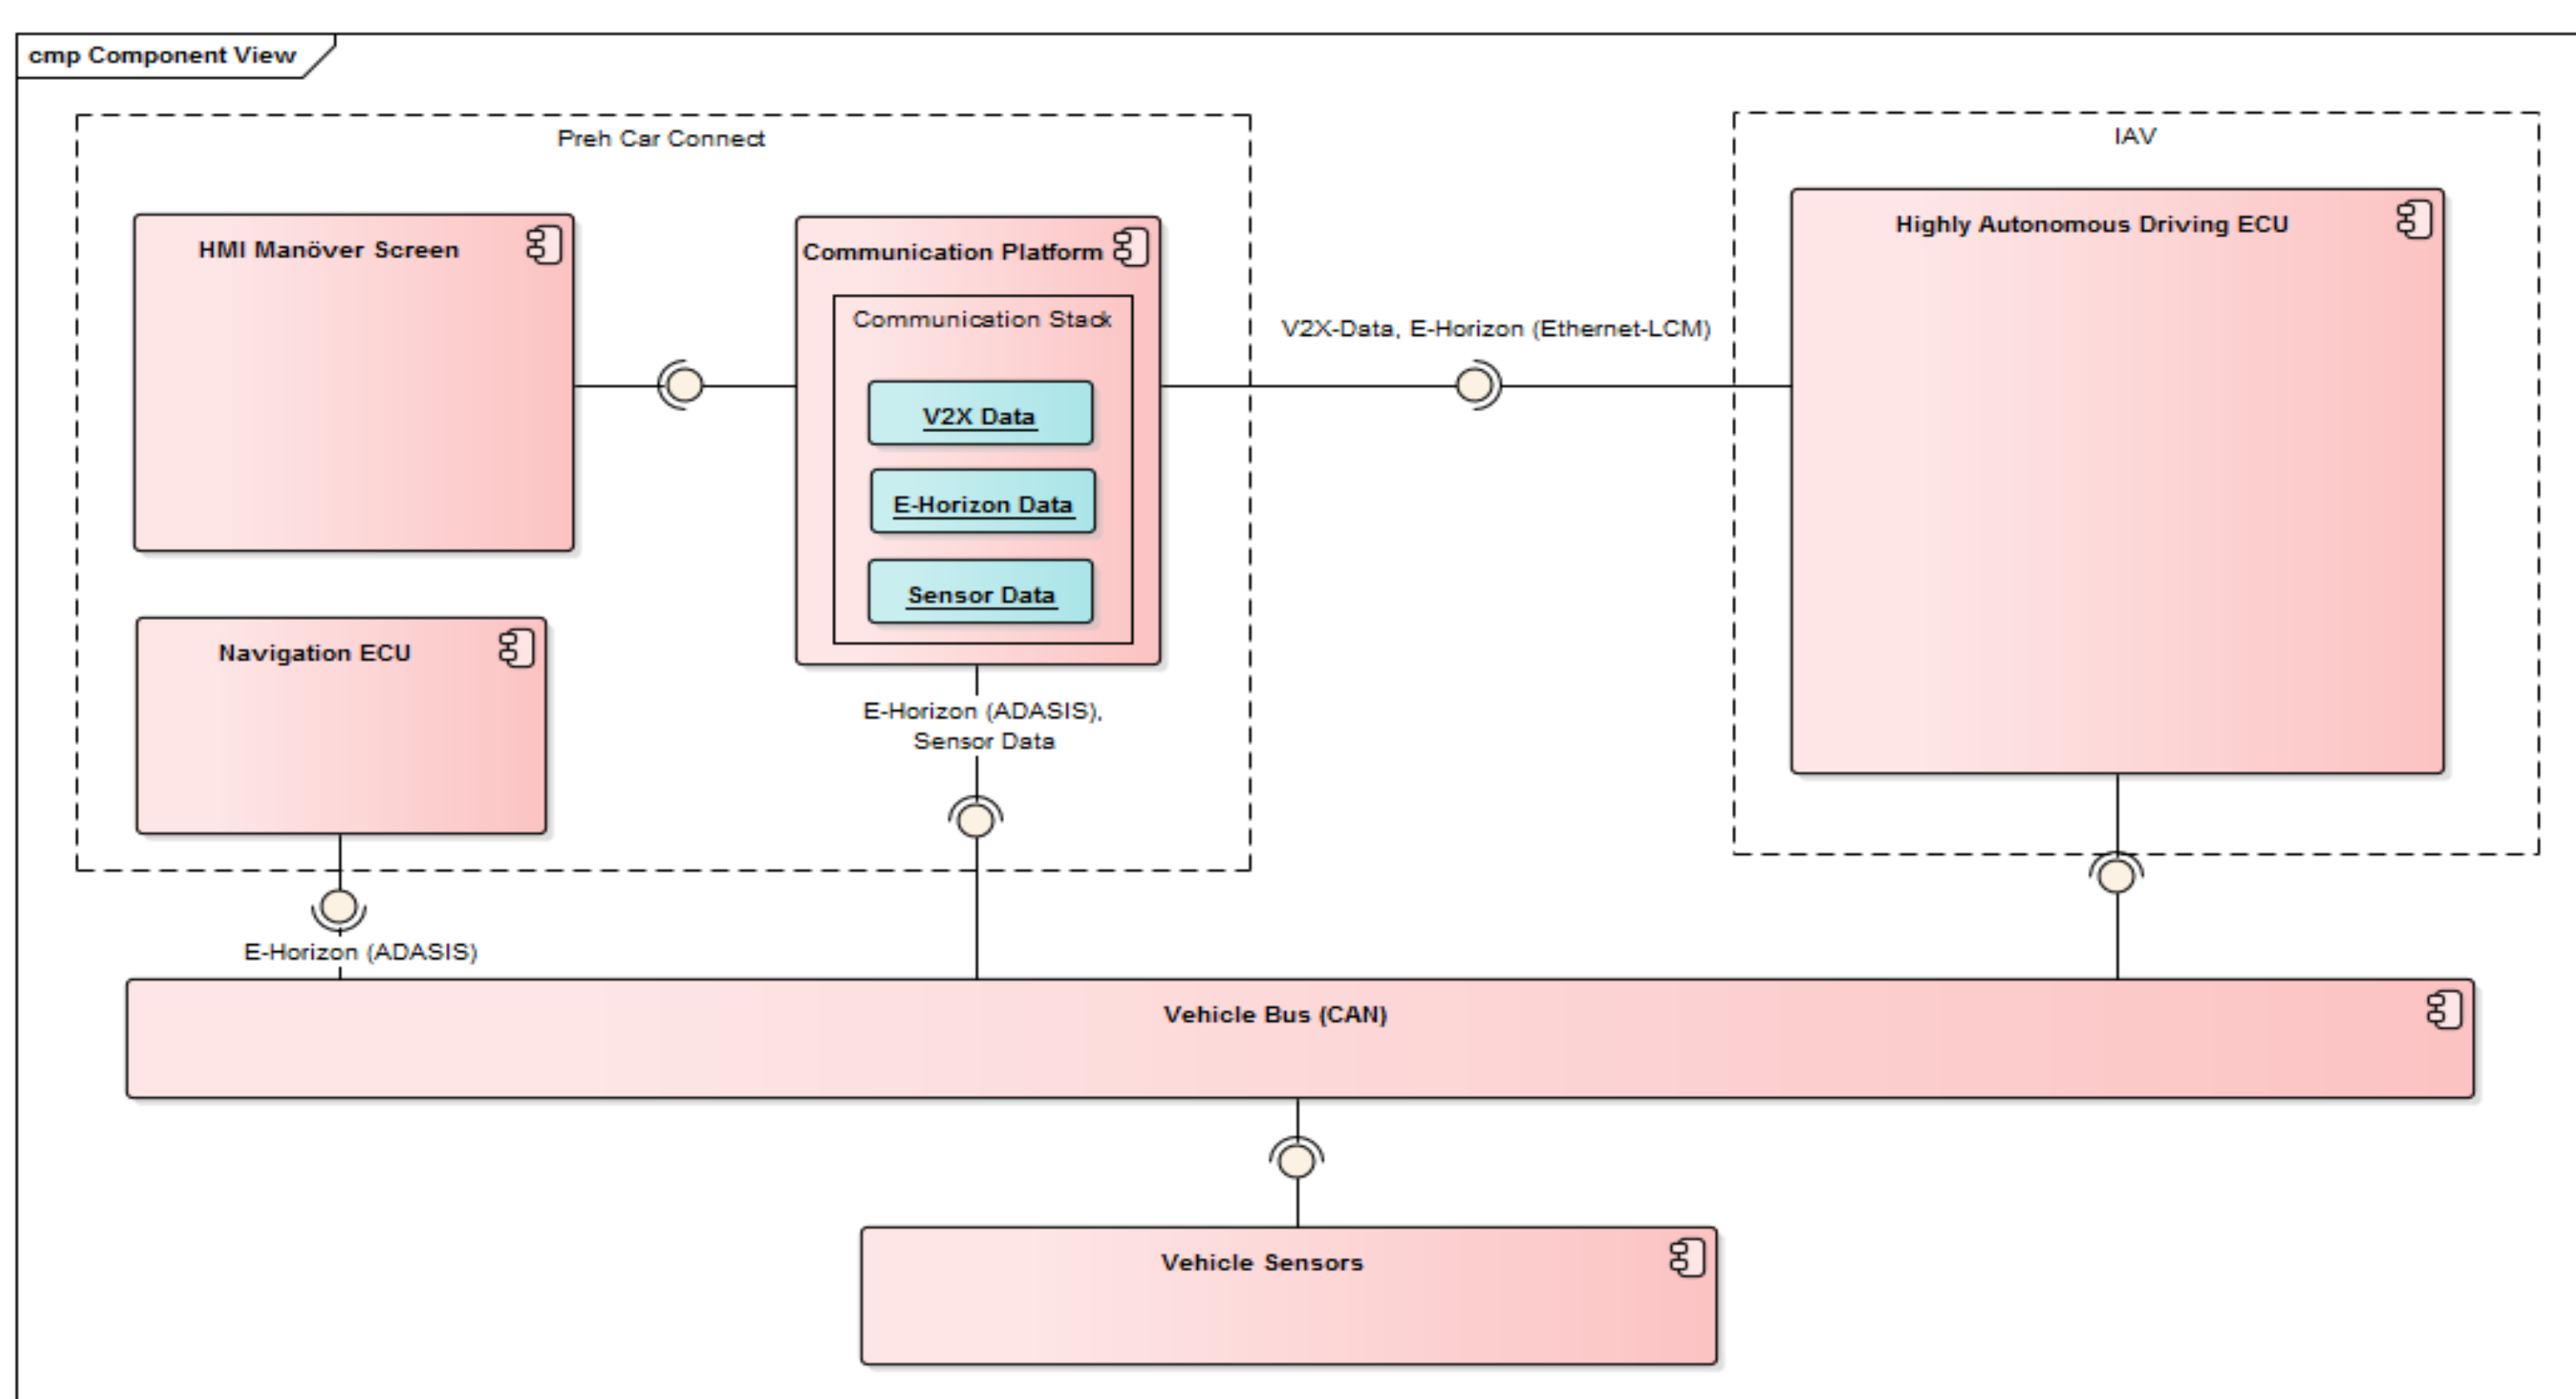 cmp Component View
Preh Car Connect
IAV
HMI Manöver Screen
Communication Platform
Highly Autonomous Driving ECU
Communication Stack
V2X-Data, E-Horizon (Ethernet-LCM)
V2X Data
E-Horizon Data
Sensor Data
Navigation ECU
E-Horizon (ADASIS),
Sensor Data
E-Horizon (ADASIS)
Vehicle Bus (CAN)
Vehicle Sensors